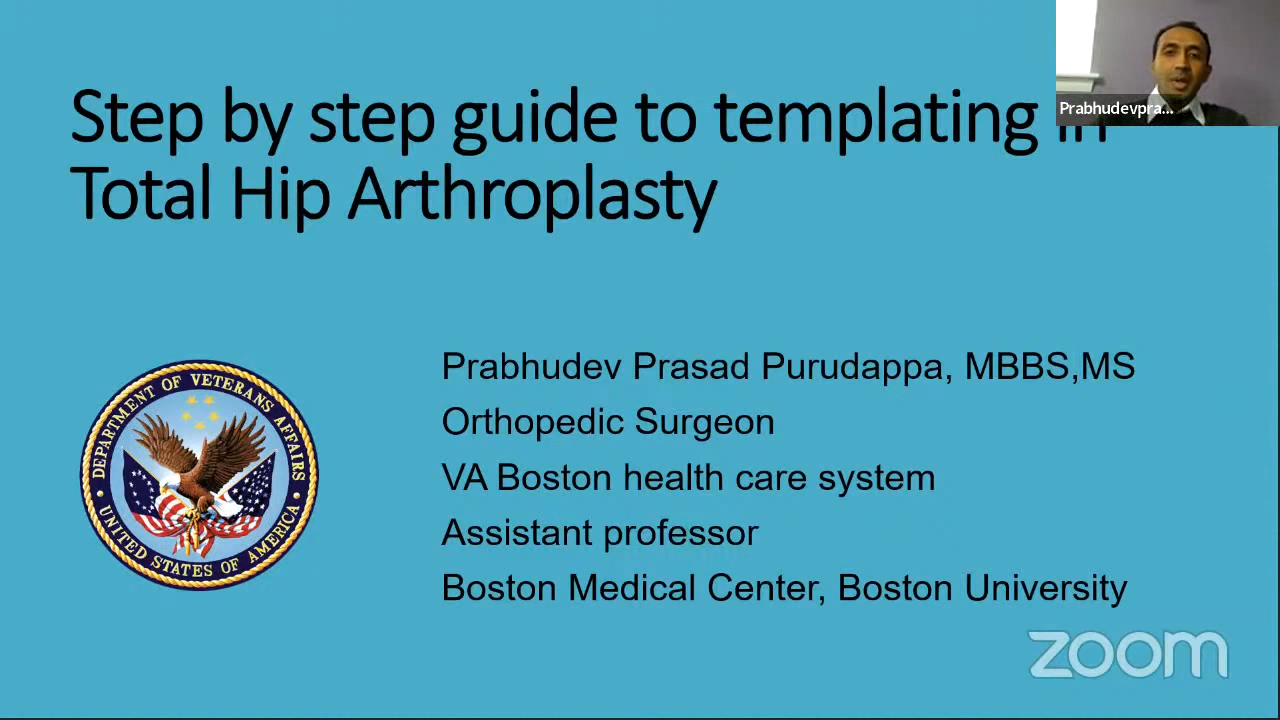 Step by step guide to templating in
Total Hip Arthroplasty
Prabhudevpra...
Prabhudev Prasad Purudappa, MBBS,MS
Orthopedic Surgeon
VA Boston health care system
Assistant professor
Boston Medical Center, Boston University
DEPARTMENT OF VETERANS AFFAIRS
UNITED STATES OF AMERICA
zoom